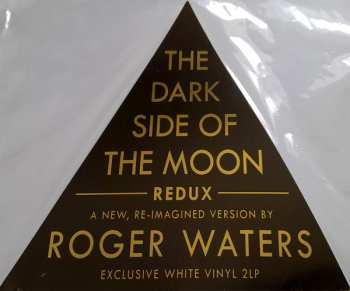 THE
DARK
SIDE OF
THE MOON
REDUX
A NEW, RE-IMAGINED VERSION BY
ROGER WATERS
EXCLUSIVE WHITE VINYL 2LP